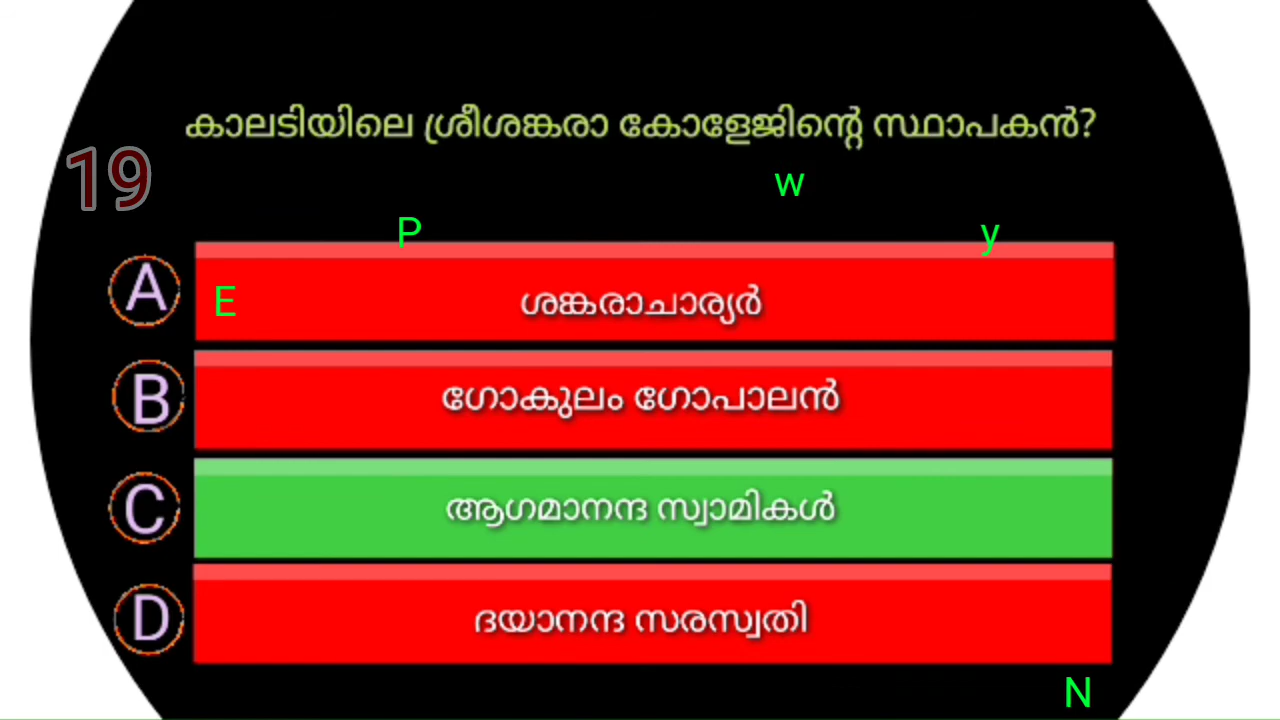 കാലടിയിലെ ശ്രീശങ്കരാ കോളേജിന്റെ സ്ഥാപകൻ?
19
w
P
y
A
E
ശങ്കരാചാര്യർ
B
ഗോകുലം ഗോപാലൻ
C
ആഗമാനന്ദ സ്വാമികൾ
D
ദയാനന്ദ സരസ്വതി
N